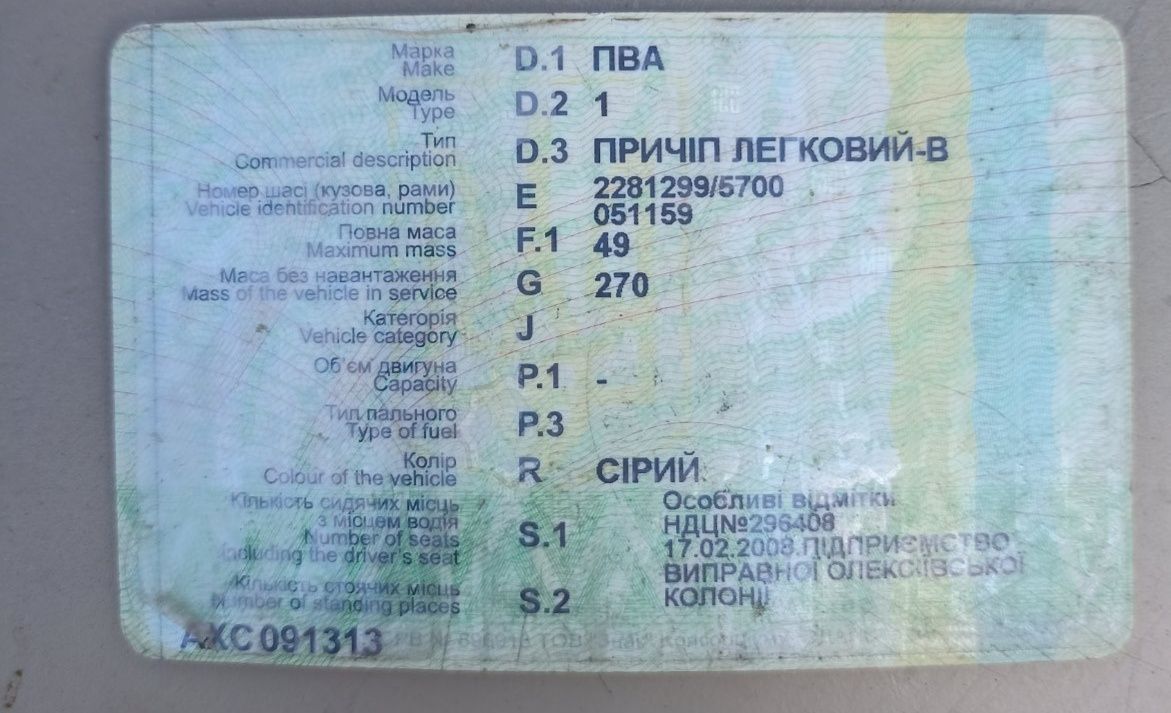 Марка
Make D.1 ПВА
Модель
Type D.2 1
Тип
Commercial description D.3 ПРИЧІП ЛЕГКОВИЙ-В
Номер шасі (кузова, рами)
Vehicle identification number E 2281299/5700
051159
Повна маса
Maximum mass F.1 49
Маса без навантаження
Mass of the vehicle in service G 270
Категорія
Vehicle category J
Об'єм двигуна
Capacity P.1 -
Тип пального
Type of fuel P.3
Колір
Colour of the vehicle R СІРИЙ
Кількість сидячих місць
з місцем водія
Number of seats
including the driver's seat S.1
Особливі відмітки
НДЦ№296408
17.02.2008.ПІДПРИЄМСТВО
ВИПРАВНОЇ ОЛЕКСІЇВСЬКОЇ
КОЛОНІЇ
Кількість стоячих місць
Number of standing places S.2
АХС 091313